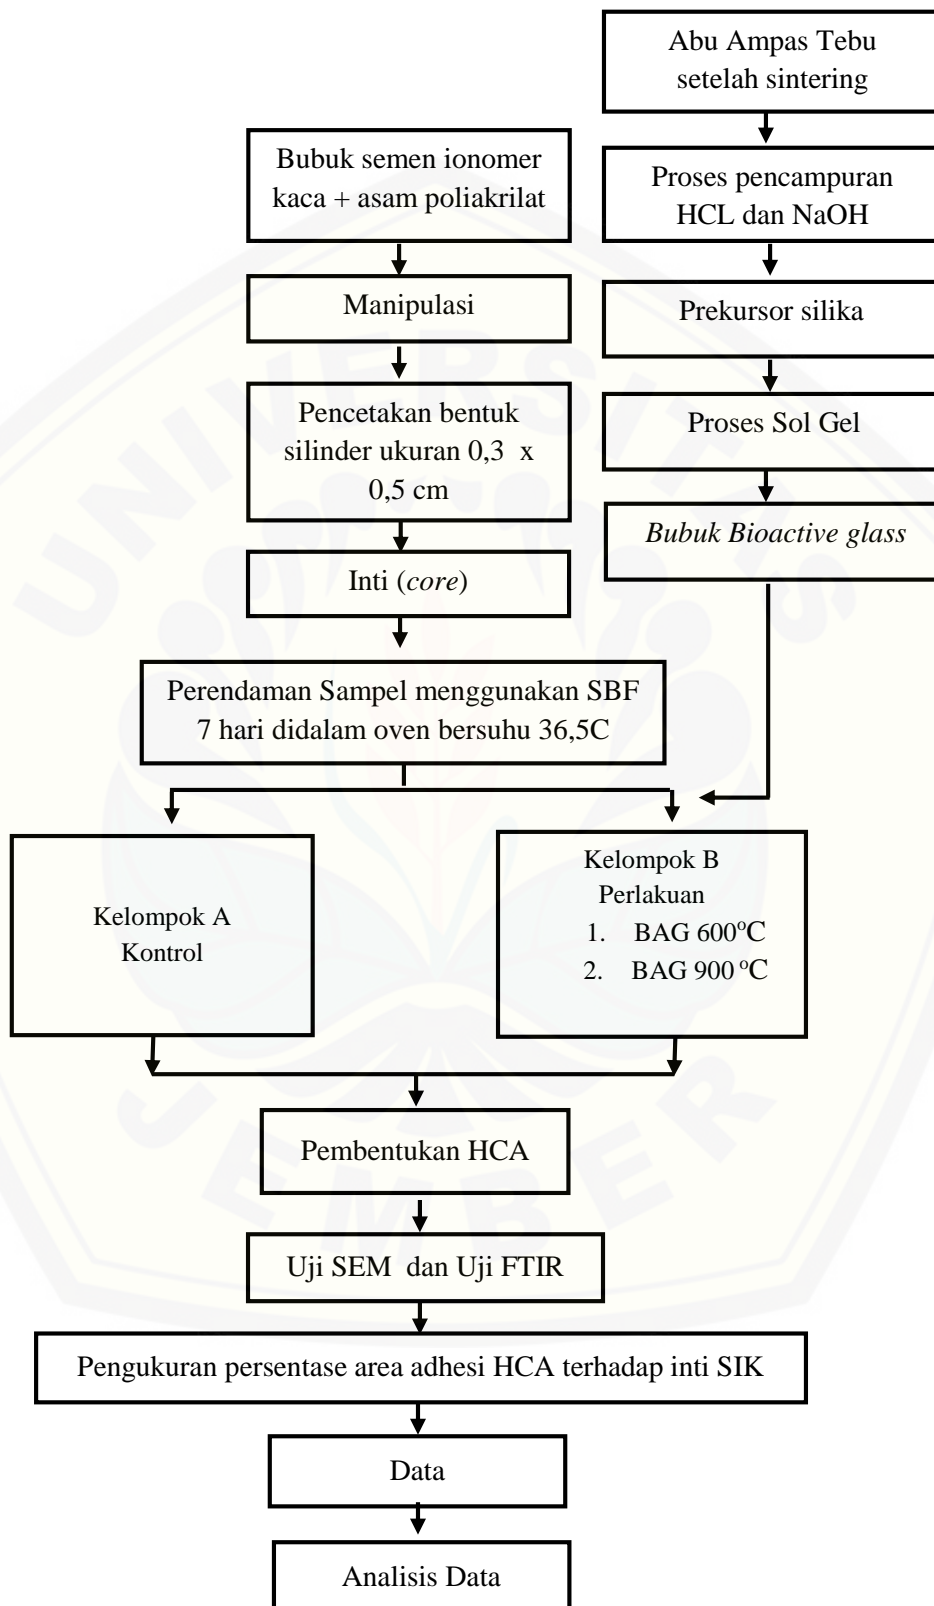 Abu Ampas Tebu
setelah sintering
Bubuk semen ionomer
kaca + asam poliakrilat
Proses pencampuran
HCL dan NaOH
Manipulasi
Prekursor silika
Pencetakan bentuk
silinder ukuran 0,3 x
0,5 cm
Proses Sol Gel
Bubuk Bioactive glass
Inti (core)
Perendaman Sampel menggunakan SBF
7 hari didalam oven bersuhu 36,5C
Kelompok A
Kontrol
Kelompok B
Perlakuan
1. BAG 600°C
2. BAG 900 °C
Pembentukan HCA
Uji SEM dan Uji FTIR
Pengukuran persentase area adhesi HCA terhadap inti SIK
Data
Analisis Data
UNIVERSITAS
JEMBER